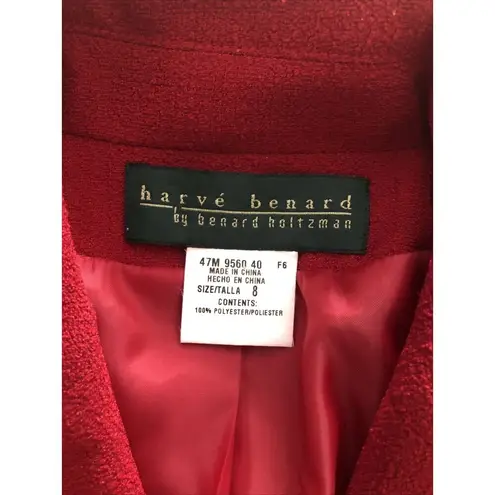 harvé benard
by benard holtzman
47M 9560 40 F6
MADE IN CHINA
HECHO EN CHINA
SIZE/TALLA 8
CONTENTS:
100% POLYESTER/POLIESTER